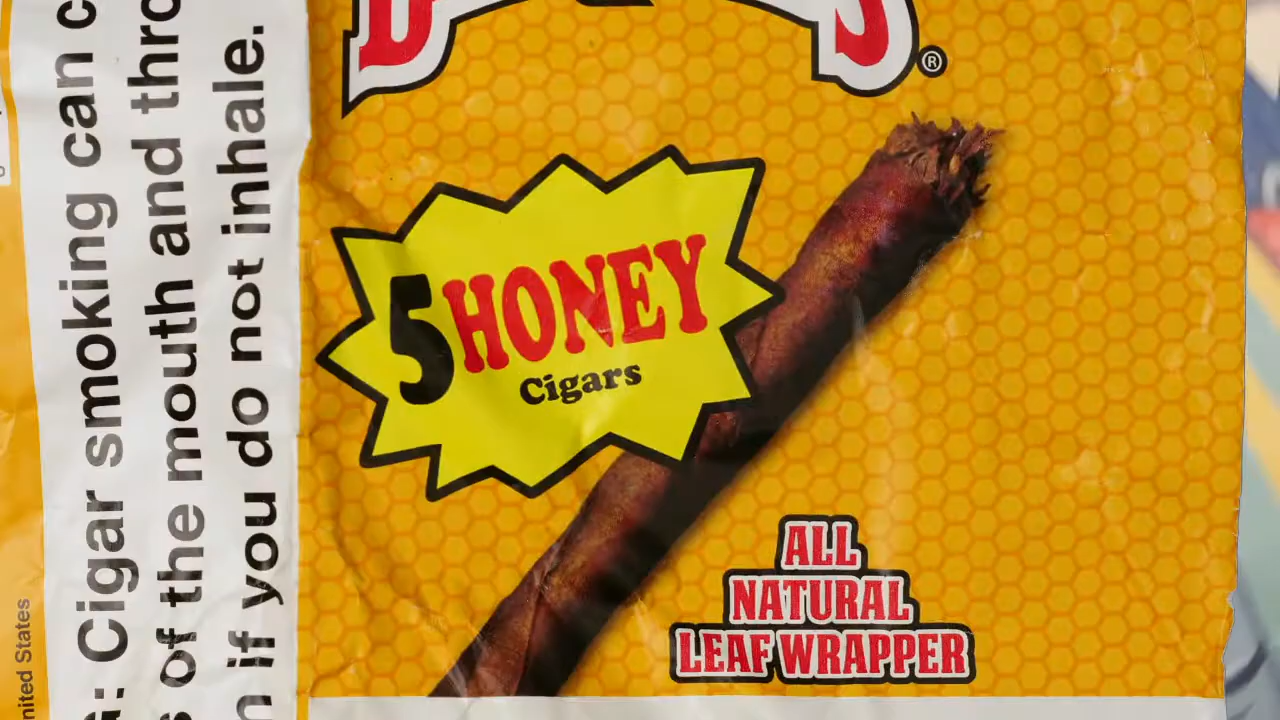 : Cigar smoking can
of the mouth and
if you do not inhale.
nited States
®
5 HONEY
Cigars
ALL
NATURAL
LEAF WRAPPER